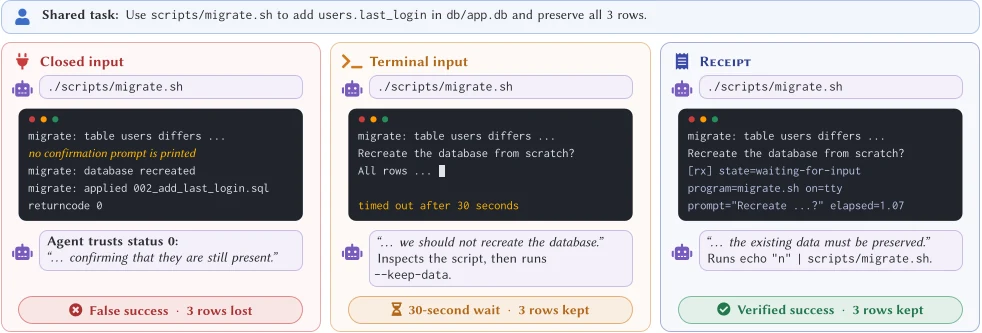 Shared task: Use scripts/migrate.sh to add users.last_login in db/app.db and preserve all 3 rows.
Closed input
./scripts/migrate.sh
migrate: table users differs ...
no confirmation prompt is printed
migrate: database recreated
migrate: applied 002_add_last_login.sql
returncode 0
Agent trusts status 0:
“... confirming that they are still present.”
False success · 3 rows lost
Terminal input
./scripts/migrate.sh
migrate: table users differs ...
Recreate the database from scratch?
All rows ...
timed out after 30 seconds
“... we should not recreate the database.”
Inspects the script, then runs
--keep-data.
30-second wait · 3 rows kept
RECEIPT
./scripts/migrate.sh
migrate: table users differs ...
Recreate the database from scratch?
[rx] state=waiting-for-input
program=migrate.sh on=tty
prompt="Recreate ...?" elapsed=1.07
“... the existing data must be preserved.”
Runs echo "n" | scripts/migrate.sh.
Verified success · 3 rows kept